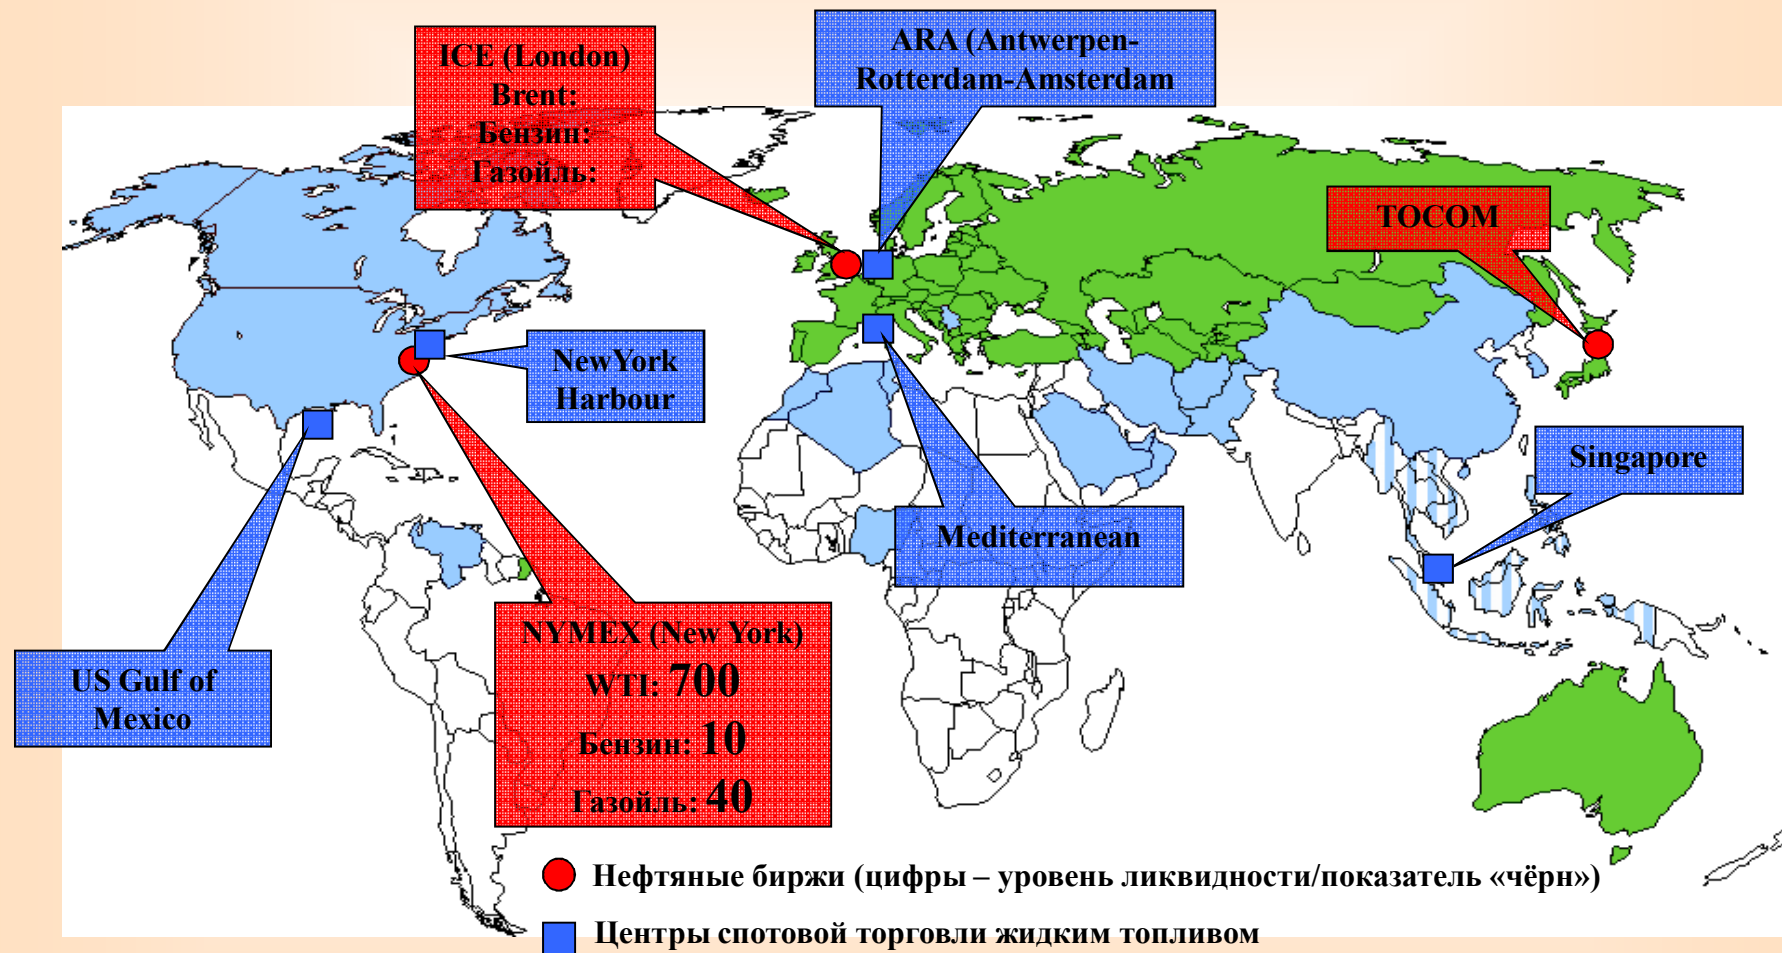 ICE (London)
Brent:
Бензин:
Газойль:
ARA (Antwerpen-
Rotterdam-Amsterdam
TOCOM
NewYork
Harbour
Singapore
Mediterranean
NYMEX (New York)
WTI: 700
Бензин: 10
Газойль: 40
US Gulf of
Mexico
Нефтяные биржи (цифры – уровень ликвидности/показатель «чёрн»)
Центры спотовой торговли жидким топливом